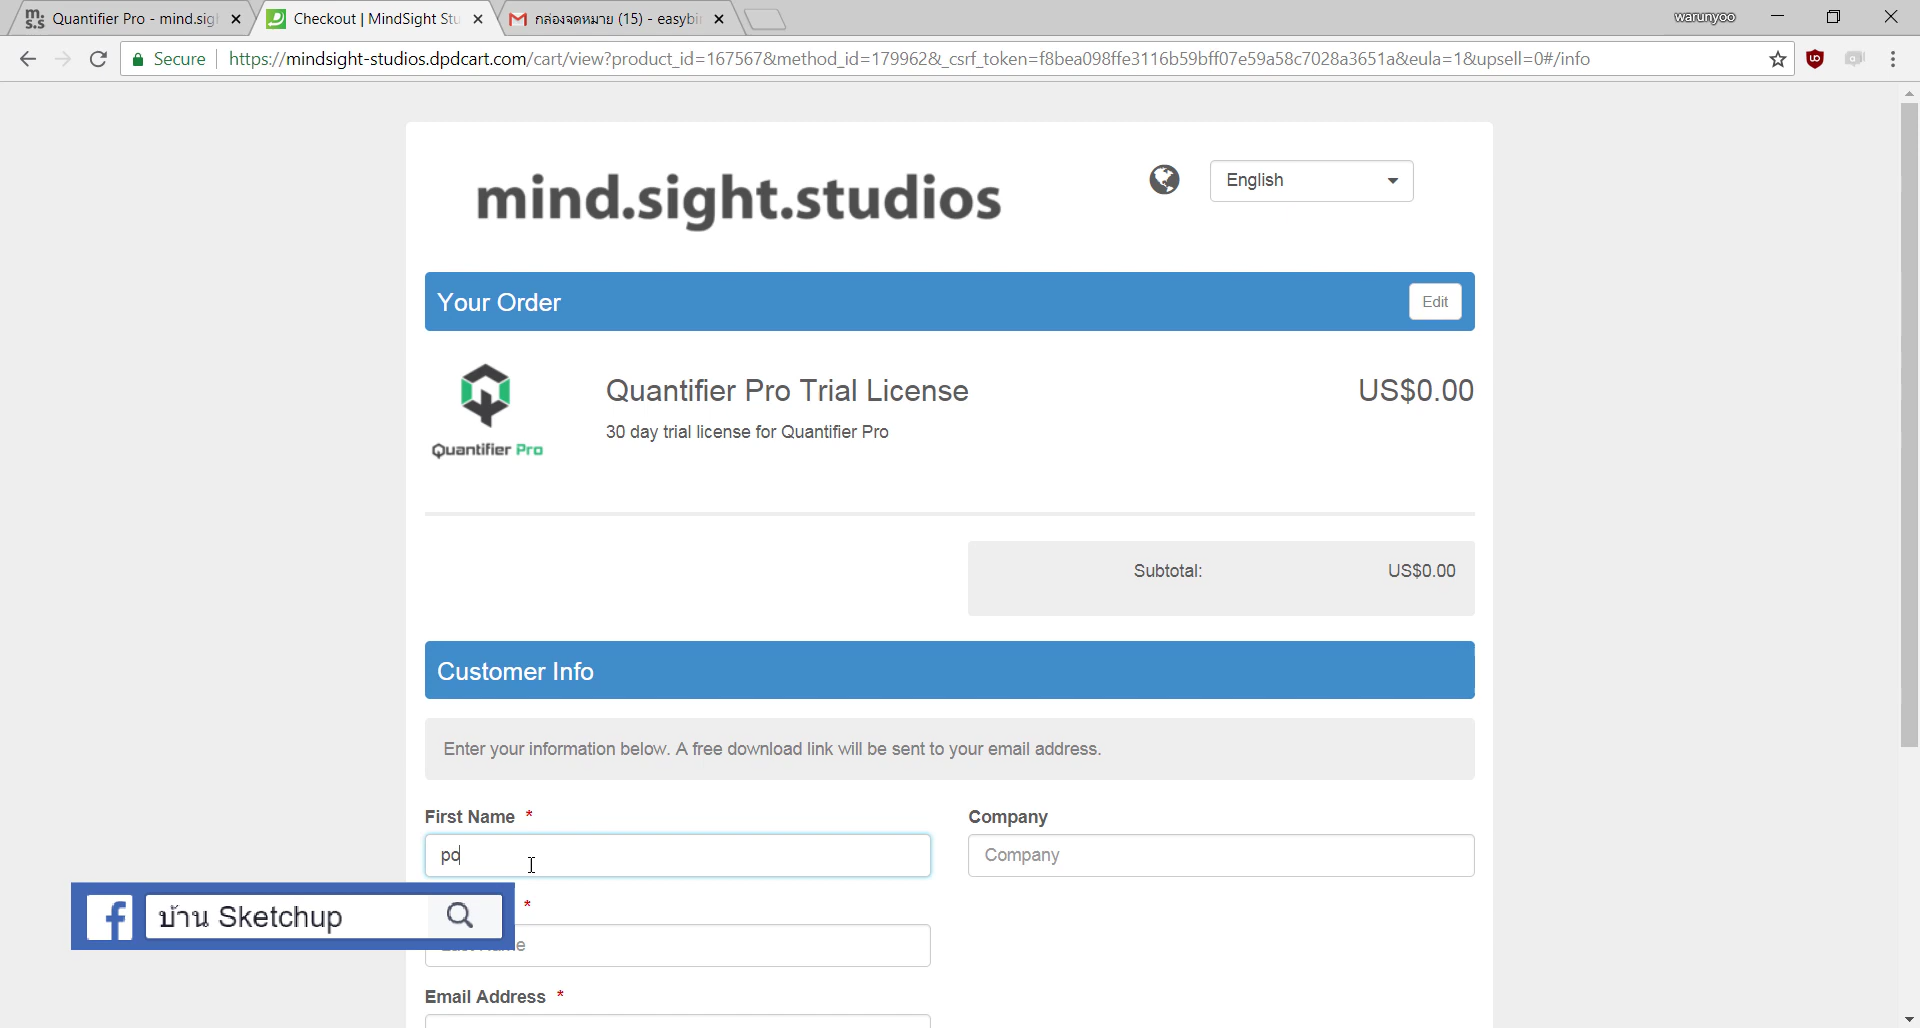 m.
s.s
Quantifier Pro - mind.sig
Checkout | MindSight Stu
กล่องจดหมาย (15) - easybi
warunyoo
Secure
https://mindsight-studios.dpdcart.com/cart/view?product_id=167567&method_id=179962&_csrf_token=f8bea098ffe3116b59bff07e59a58c7028a3651a&eula=1&upsell=0#/info
mind.sight.studios
English
Your Order
Edit
Quantifier Pro
Quantifier Pro Trial License
US$0.00
30 day trial license for Quantifier Pro
Subtotal:
US$0.00
Customer Info
Enter your information below. A free download link will be sent to your email address.
First Name *
Company
po
Company
*
บ้าน Sketchup
Email Address *